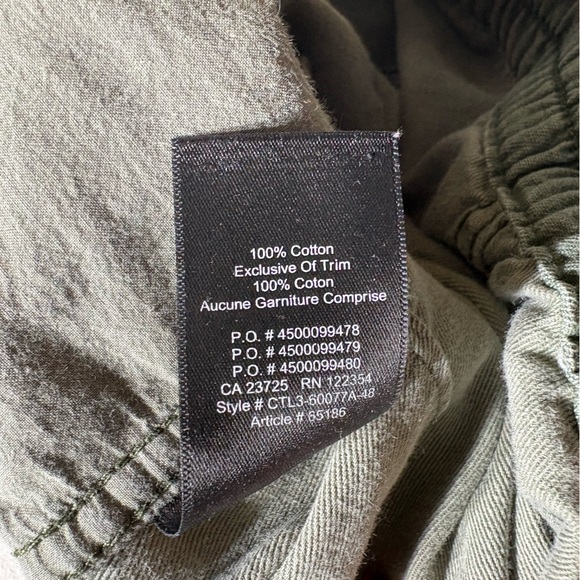 100% Cotton
Exclusive Of Trim
100% Coton
Aucune Garniture Comprise
P.O. # 4500099478
P.O. # 4500099479
P.O. # 4500099480
CA 23725 RN 122354
Style # CTL3-60077A-48
Article # 65186